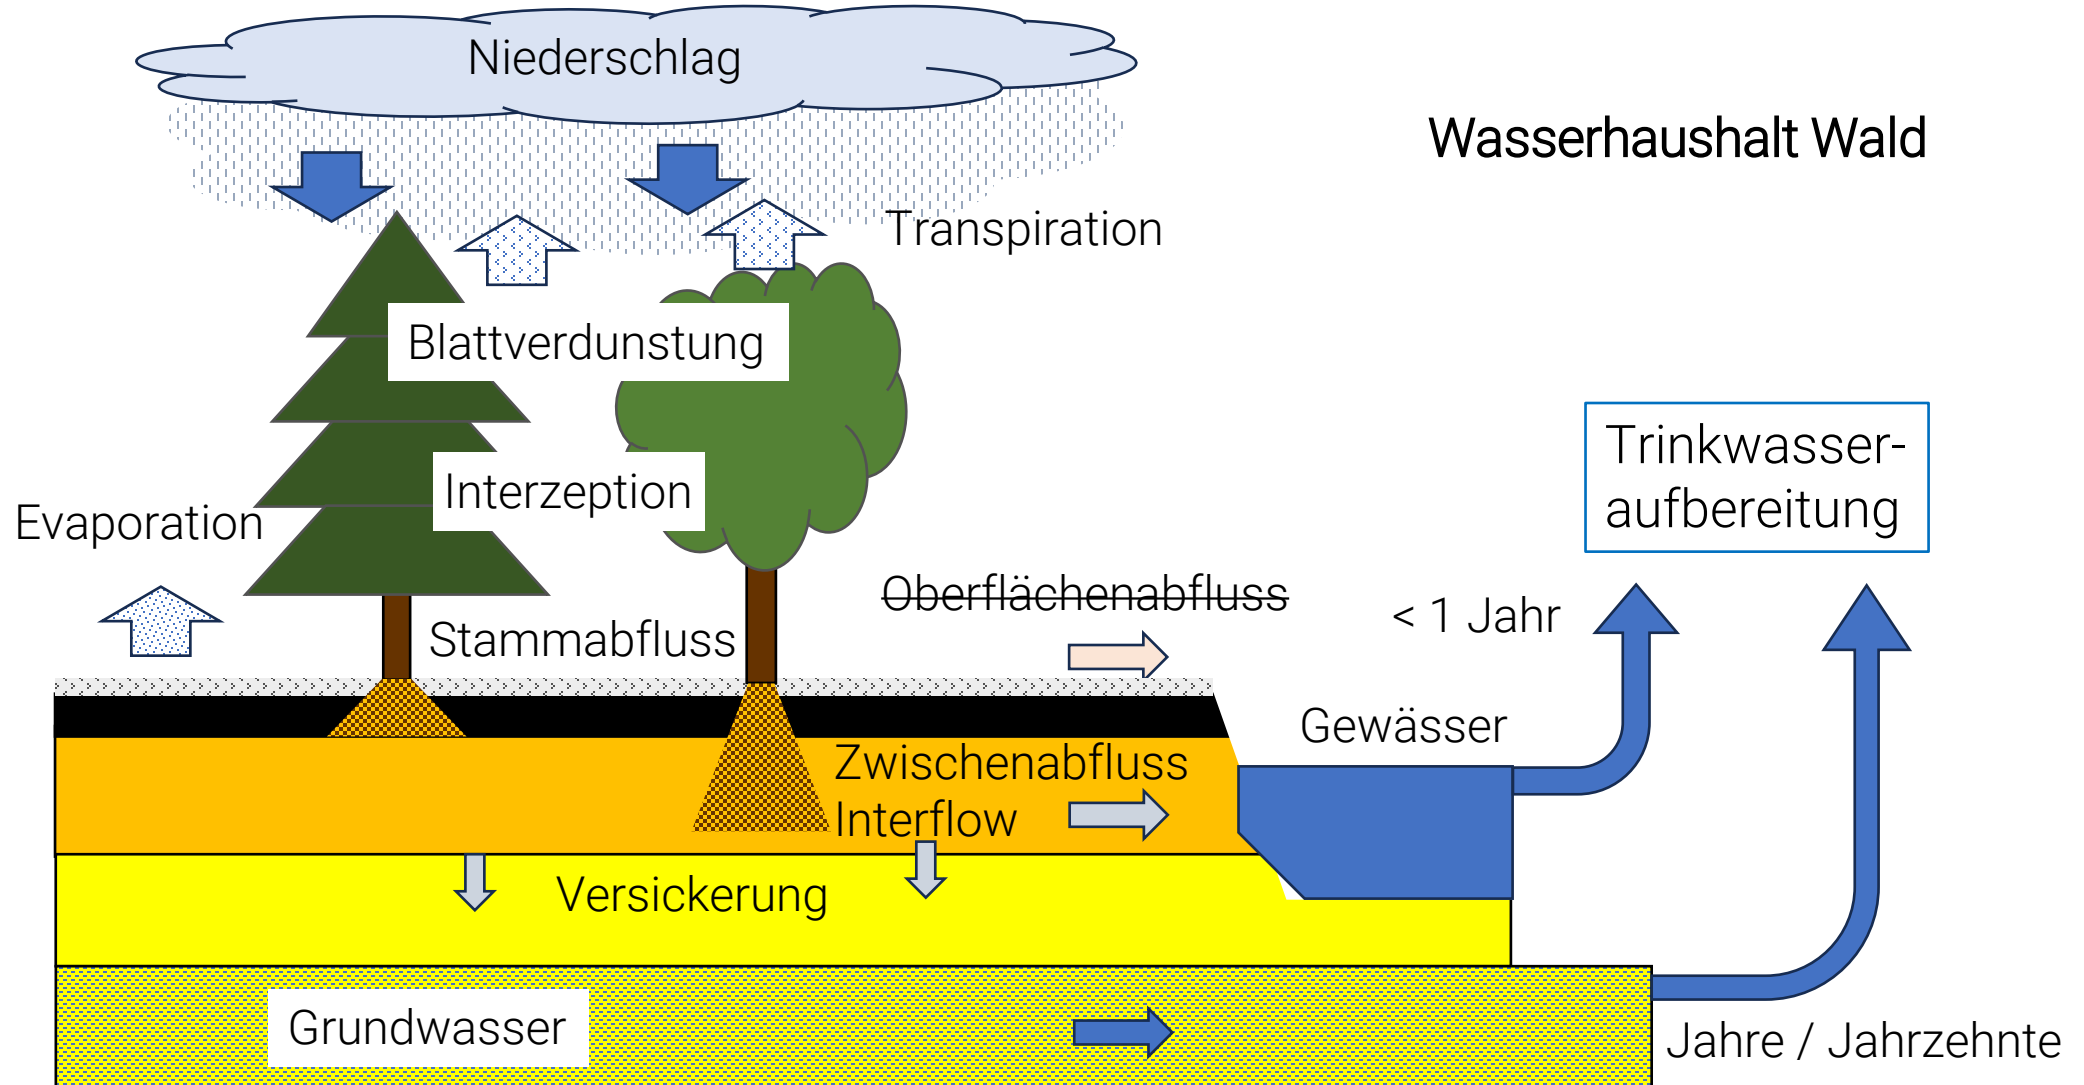 Niederschlag
Wasserhaushalt Wald
Transpiration
Blattverdunstung
Trinkwasser-
aufbereitung
Interzeption
Evaporation
Oberflächenabfluss
< 1 Jahr
Stammabfluss
Gewässer
Zwischenabfluss
Interflow
Versickerung
Grundwasser
Jahre / Jahrzehnte